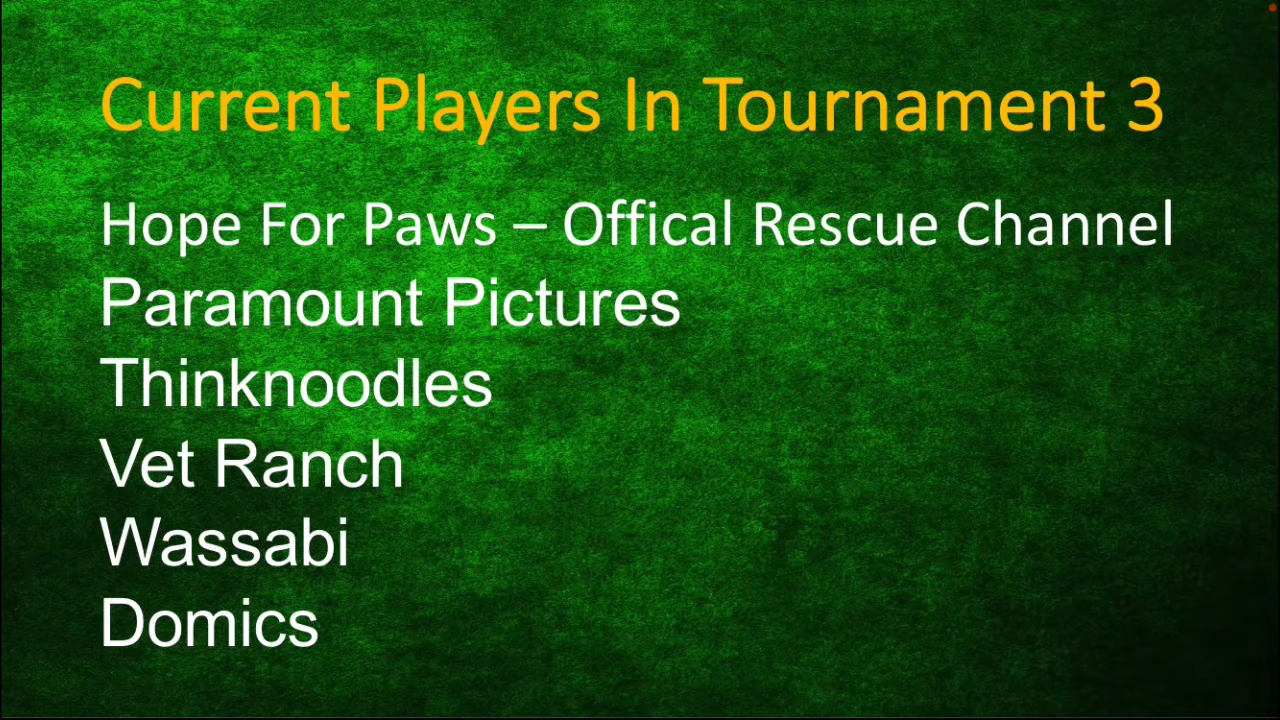 Current Players In Tournament 3
Hope For Paws – Offical Rescue Channel
Paramount Pictures
Thinknoodles
Vet Ranch
Wassabi
Domics